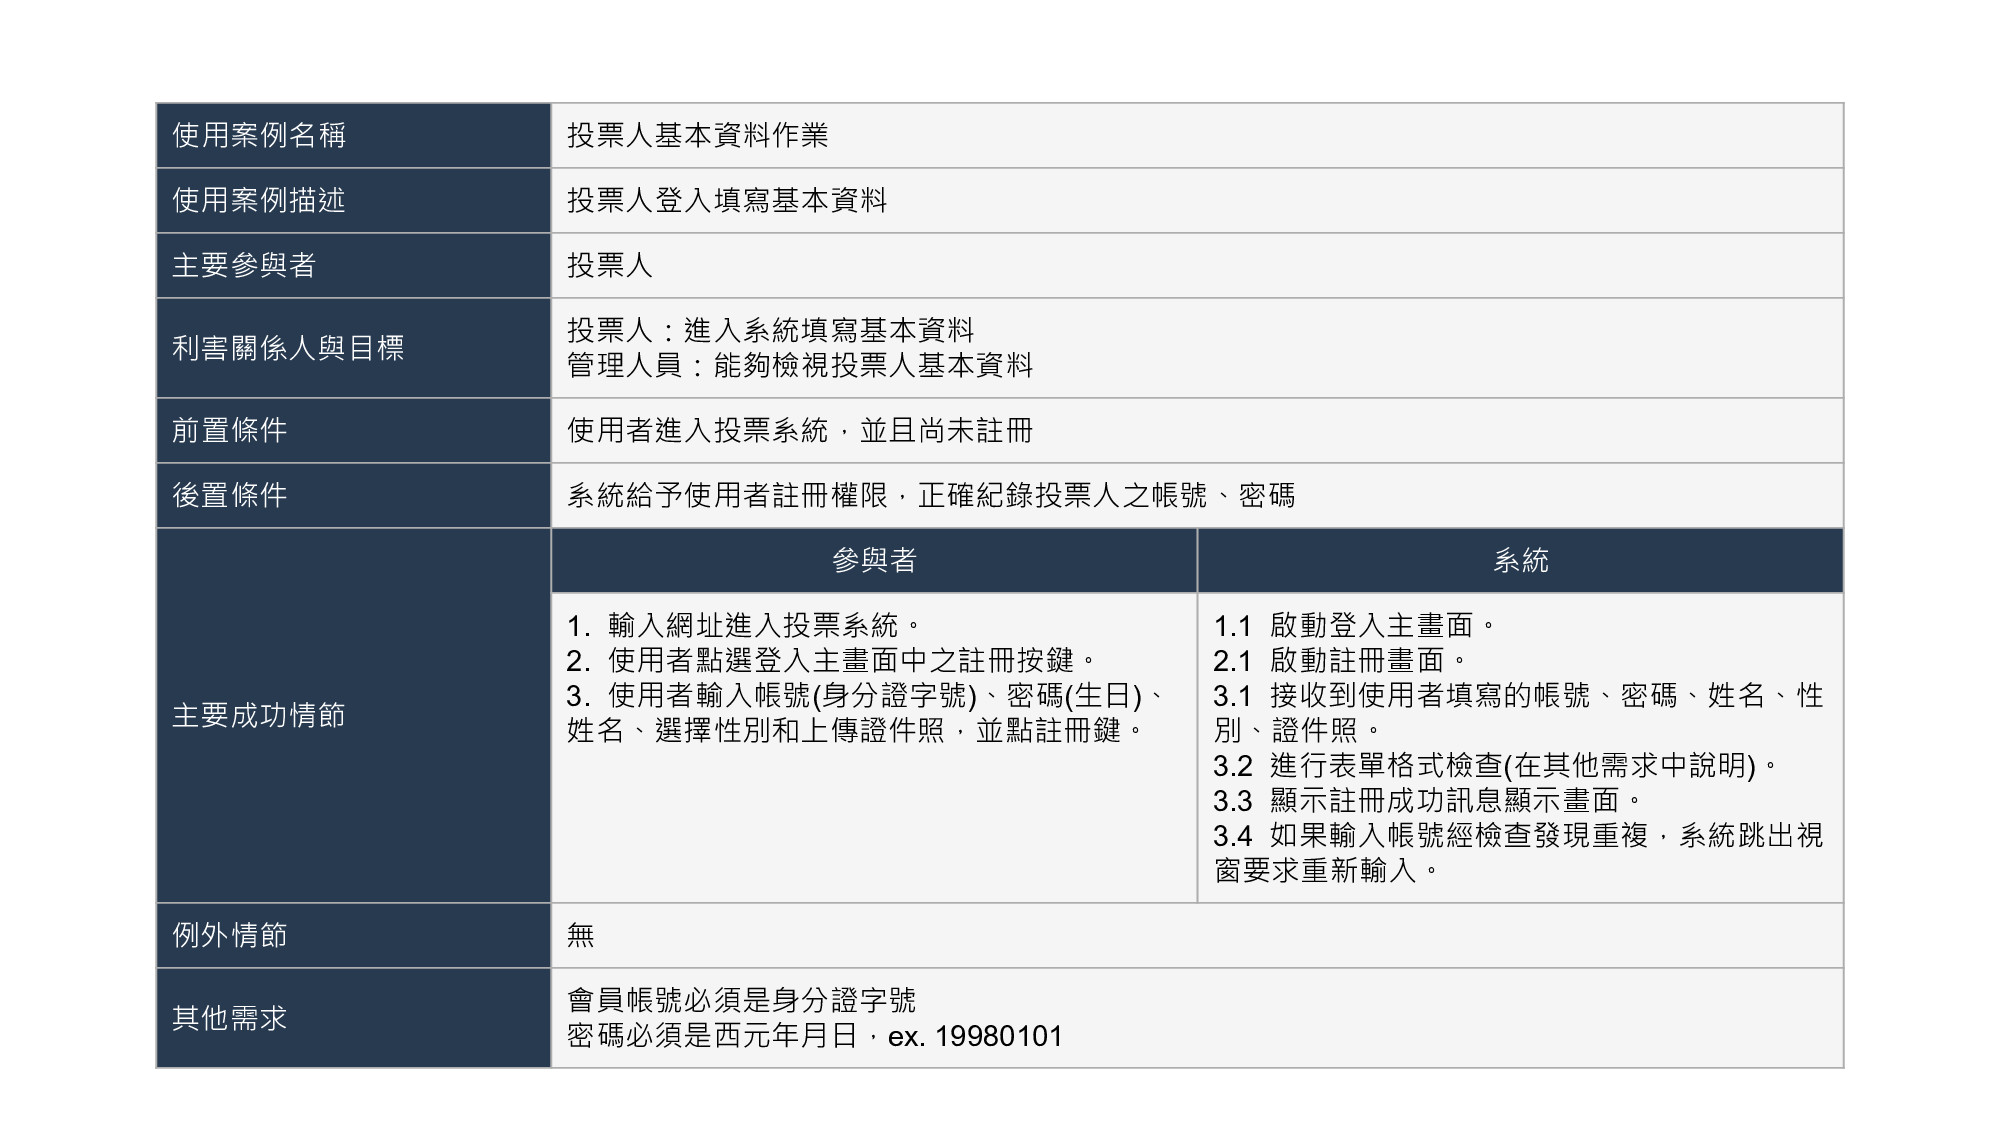 使用案例名稱
投票人基本資料作業
使用案例描述
投票人登入填寫基本資料
主要參與者
投票人
利害關係人與目標
投票人：進入系統填寫基本資料
管理人員：能夠檢視投票人基本資料
前置條件
使用者進入投票系統，並且尚未註冊
後置條件
系統給予使用者註冊權限，正確紀錄投票人之帳號、密碼
主要成功情節
參與者
1. 輸入網址進入投票系統。
2. 使用者點選登入主畫面中之註冊按鍵。
3. 使用者輸入帳號(身分證字號)、密碼(生日)、
姓名、選擇性別和上傳證件照，並點註冊鍵。
系統
1.1 啟動登入主畫面。
2.1 啟動註冊畫面。
3.1 接收到使用者填寫的帳號、密碼、姓名、性
別、證件照。
3.2 進行表單格式檢查(在其他需求中說明)。
3.3 顯示註冊成功訊息顯示畫面。
3.4 如果輸入帳號經檢查發現重複，系統跳出視
窗要求重新輸入。
例外情節
無
其他需求
會員帳號必須是身分證字號
密碼必須是西元年月日，ex. 19980101